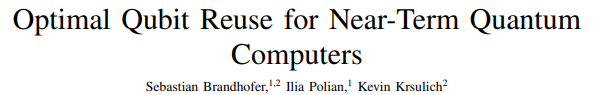 Optimal Qubit Reuse for Near-Term Quantum
Computers
Sebastian Brandhofer,1,2 Ilia Polian,1 Kevin Krsulich2